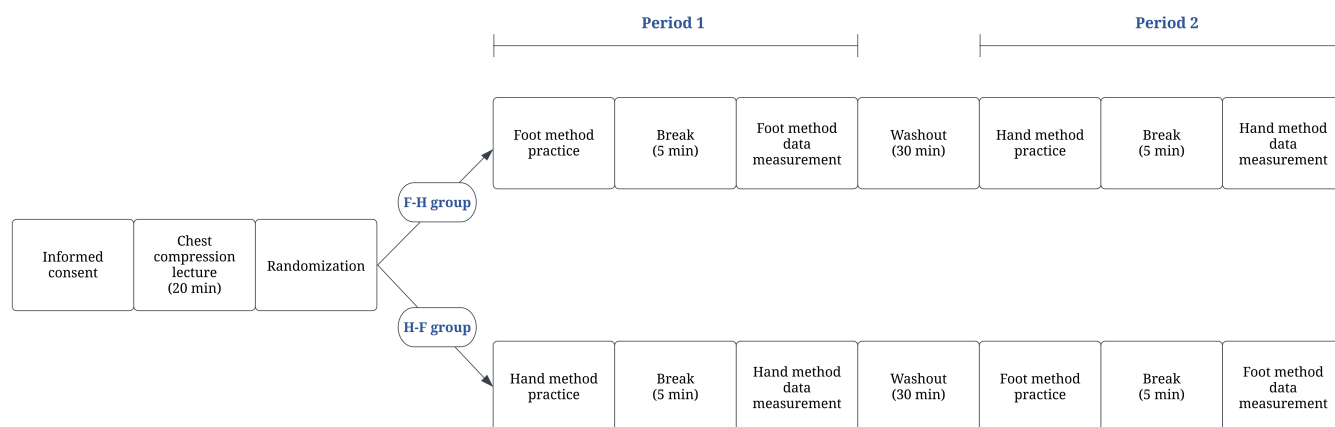 Period 1
Period 2
Foot method
practice
Break
(5 min)
Foot method
data
measurement
Washout
(30 min)
Hand method
practice
Break
(5 min)
Hand method
data
measurement
F-H group
Informed
consent
Chest
compression
lecture
(20 min)
Randomization
H-F group
Hand method
practice
Break
(5 min)
Hand method
data
measurement
Washout
(30 min)
Foot method
practice
Break
(5 min)
Foot method
data
measurement